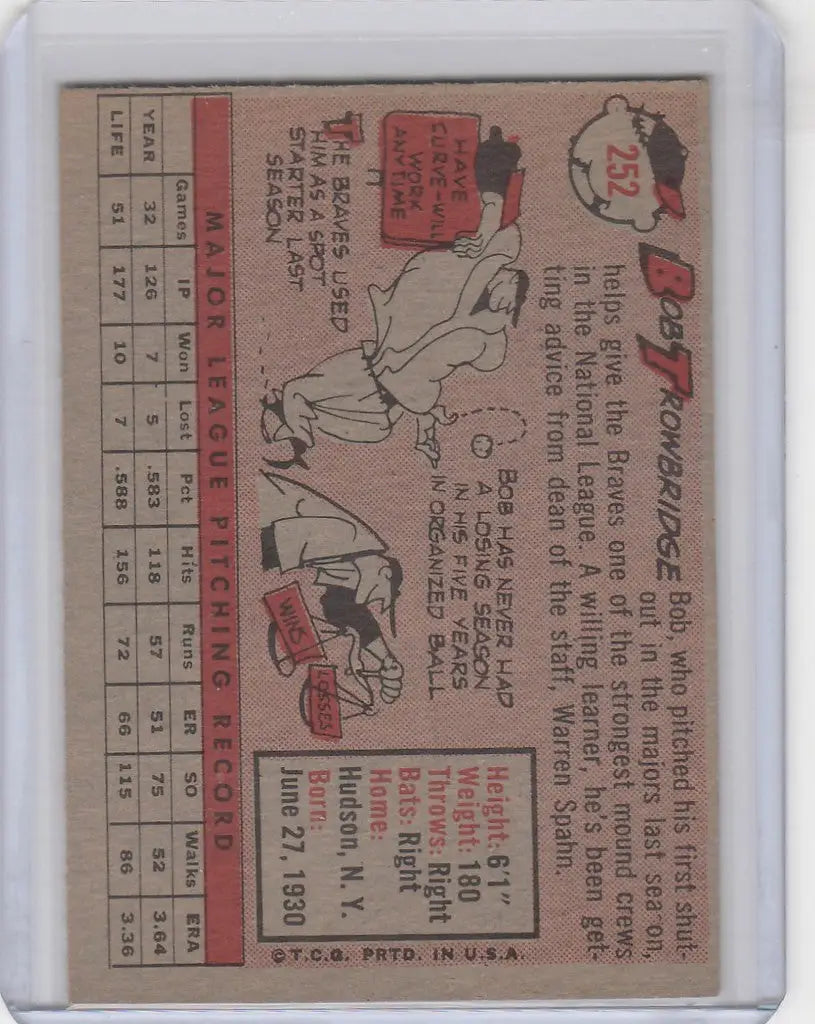 252
BOB TROWBRIDGE
Bob, who pitched his first shut-
out in the majors last season,
helps give the Braves one of the strongest mound crews
in the National League. A willing learner, he's been get-
ting advice from dean of the staff, Warren Spahn.
HAVE
CURVE-WILL
WORK
ANYTIME
THE BRAVES USED
HIM AS A SPOT
STARTER LAST
SEASON
BOB HAS NEVER HAD
A LOSING SEASON
IN HIS FIVE YEARS
IN ORGANIZED BALL
WINS
LOSSES
Height: 6'1"
Weight: 180
Throws: Right
Bats: Right
Home:
Hudson, N. Y.
Born:
June 27, 1930
©T.C.G. PRTD. IN U.S.A.
MAJOR LEAGUE PITCHING RECORD
Games IP Won Lost Pct Hits Runs ER SO Walks ERA
YEAR 32 126 7 5 .583 118 57 51 75 52 3.64
LIFE 51 177 10 7 .588 156 72 66 115 86 3.36